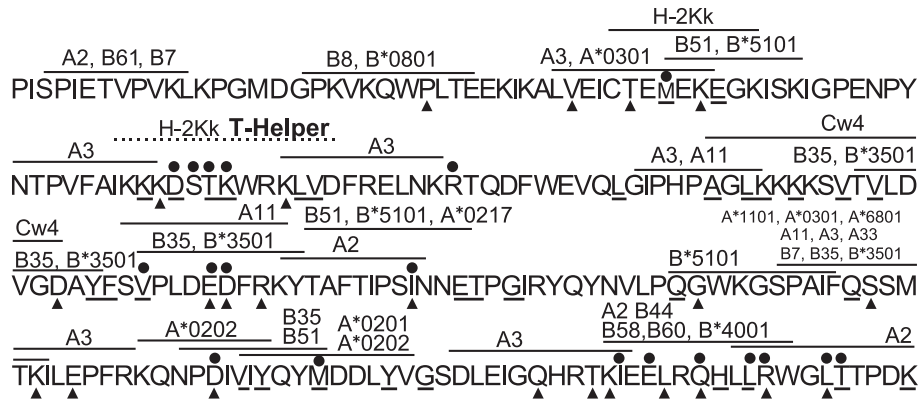 H-2Kk
A2, B61, B7 B8, B*0801 A3, A*0301 B51, B*5101
PISPIETVPVKLKPGMDGPKVKQWPLTEEKIKALVEICTEMEKEGKISKIGPENPY
H-2Kk T-Helper Cw4
A3 A3 A3, A11 B35, B*3501
NTPVFAIKKKDSTKWRKLVDFRELNKRTQDFWEVQLGIPHPAGLKKKKSVTVLD
Cw4 A11 B51, B*5101, A*0217 A*1101, A*0301, A*6801
A11, A3, A33
B35, B*3501 B35, B*3501 A2 B*5101 B7, B35, B*3501
VGDAYFSVPLDEDFRKYTAFTIPSINNETPGIRYQYNVLPQGWKGSPAIFQSSM
A3 A*0202 B35 A*0201 A3 A2 B44 A2
B51 A*0202 B58,B60, B*4001
TKILEPFRKQNPDIVIYQYMDDLYVGSDLEIGQHRTKIEELRQHLLRWGLTTPDK